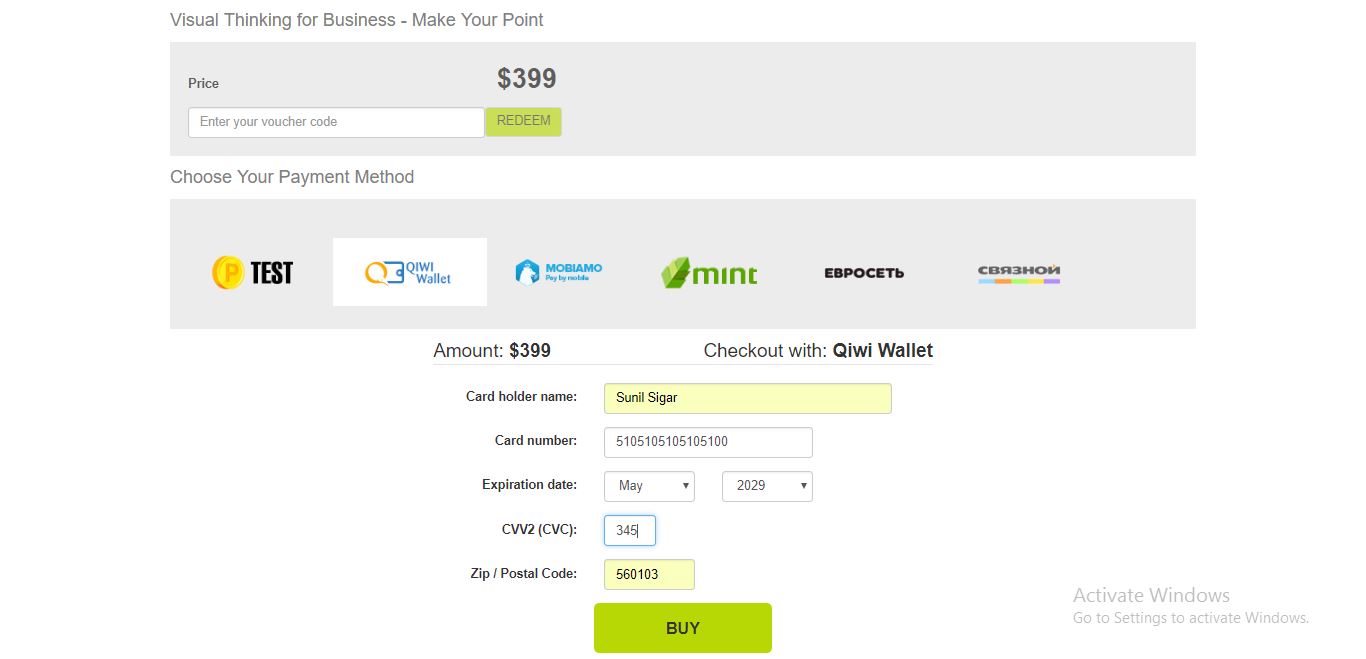 Visual Thinking for Business - Make Your Point
Price $399
Enter your voucher code REDEEM
Choose Your Payment Method
P TEST QIWI Wallet MOBIAMO Pay by mobile mint ЕВРОСЕТЬ СВЯЗНОЙ
Amount: $399 Checkout with: Qiwi Wallet
Card holder name: Sunil Sigar
Card number: 5105105105105100
Expiration date: May 2029
CVV2 (CVC): 345
Zip / Postal Code: 560103
BUY
Activate Windows
Go to Settings to activate Windows.